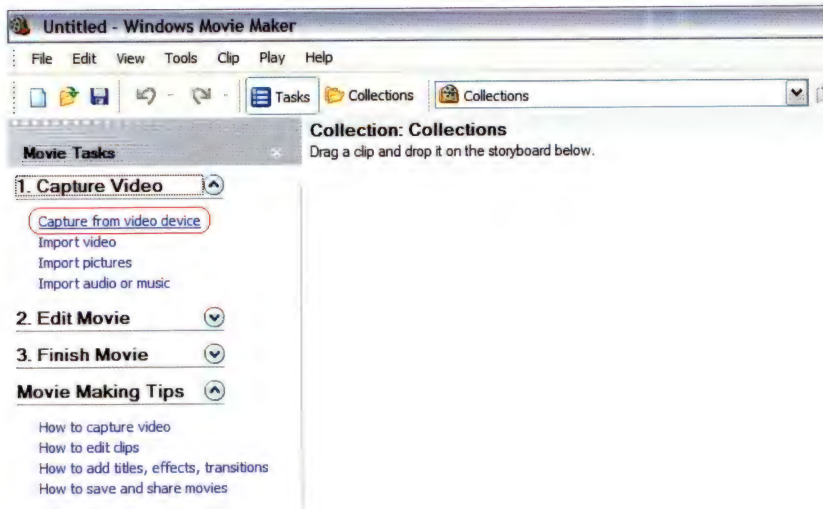 Untitled - Windows Movie Maker
File Edit View Tools Clip Play Help
Tasks Collections Collections
Movie Tasks
Collection: Collections
Drag a clip and drop it on the storyboard below.
1. Capture Video
Capture from video device
Import video
Import pictures
Import audio or music
2. Edit Movie
3. Finish Movie
Movie Making Tips
How to capture video
How to edit clips
How to add titles, effects, transitions
How to save and share movies